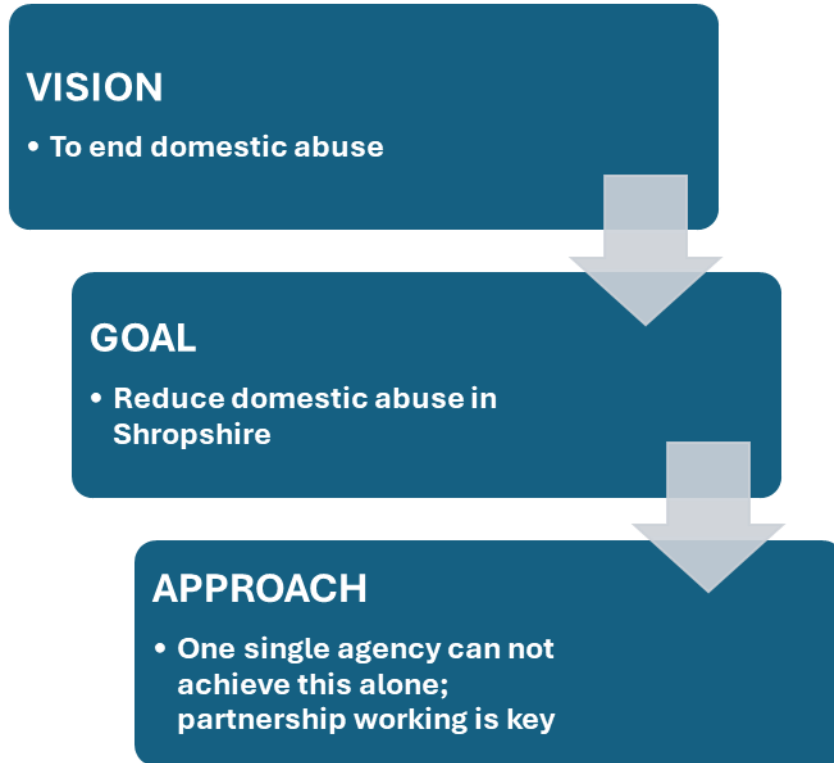 VISION
• To end domestic abuse
GOAL
• Reduce domestic abuse in
Shropshire
APPROACH
• One single agency can not
achieve this alone;
partnership working is key